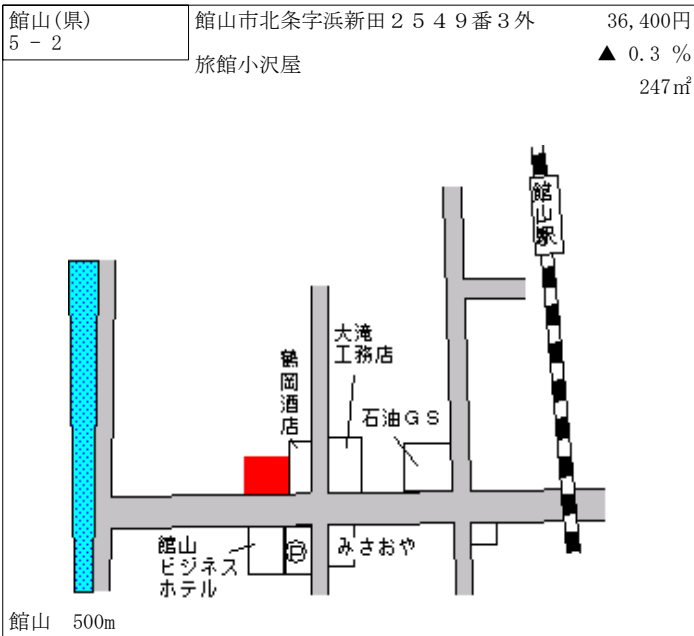 館山(県)
5 － 2
館山市北条字浜新田２５４９番３外
36,400円
旅館小沢屋
▲ 0.3 %
247㎡
館山駅
大滝
工務店
鶴岡酒店
石油ＧＳ
館山
ビジネス
ホテル
Ⓟ
みさおや
館山　500m